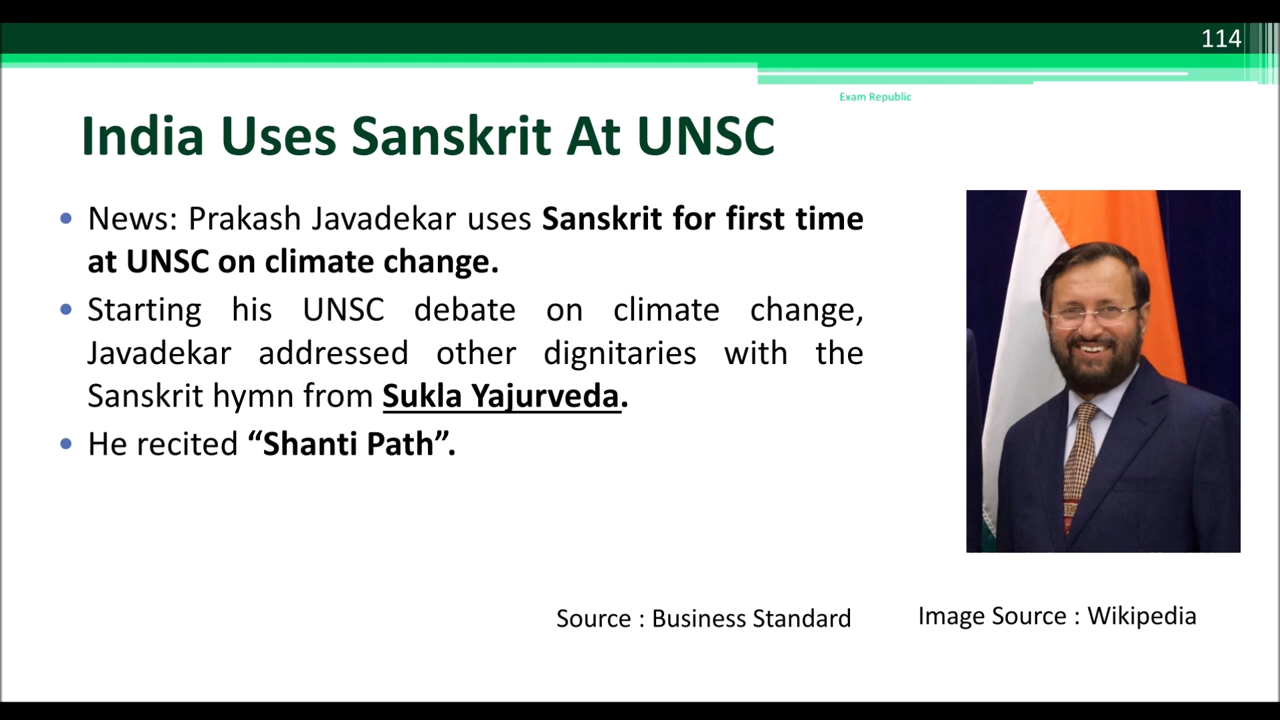 114
Exam Republic
India Uses Sanskrit At UNSC
• News: Prakash Javadekar uses Sanskrit for first time
at UNSC on climate change.
• Starting his UNSC debate on climate change,
Javadekar addressed other dignitaries with the
Sanskrit hymn from Sukla Yajurveda.
• He recited “Shanti Path”.
Source : Business Standard
Image Source : Wikipedia